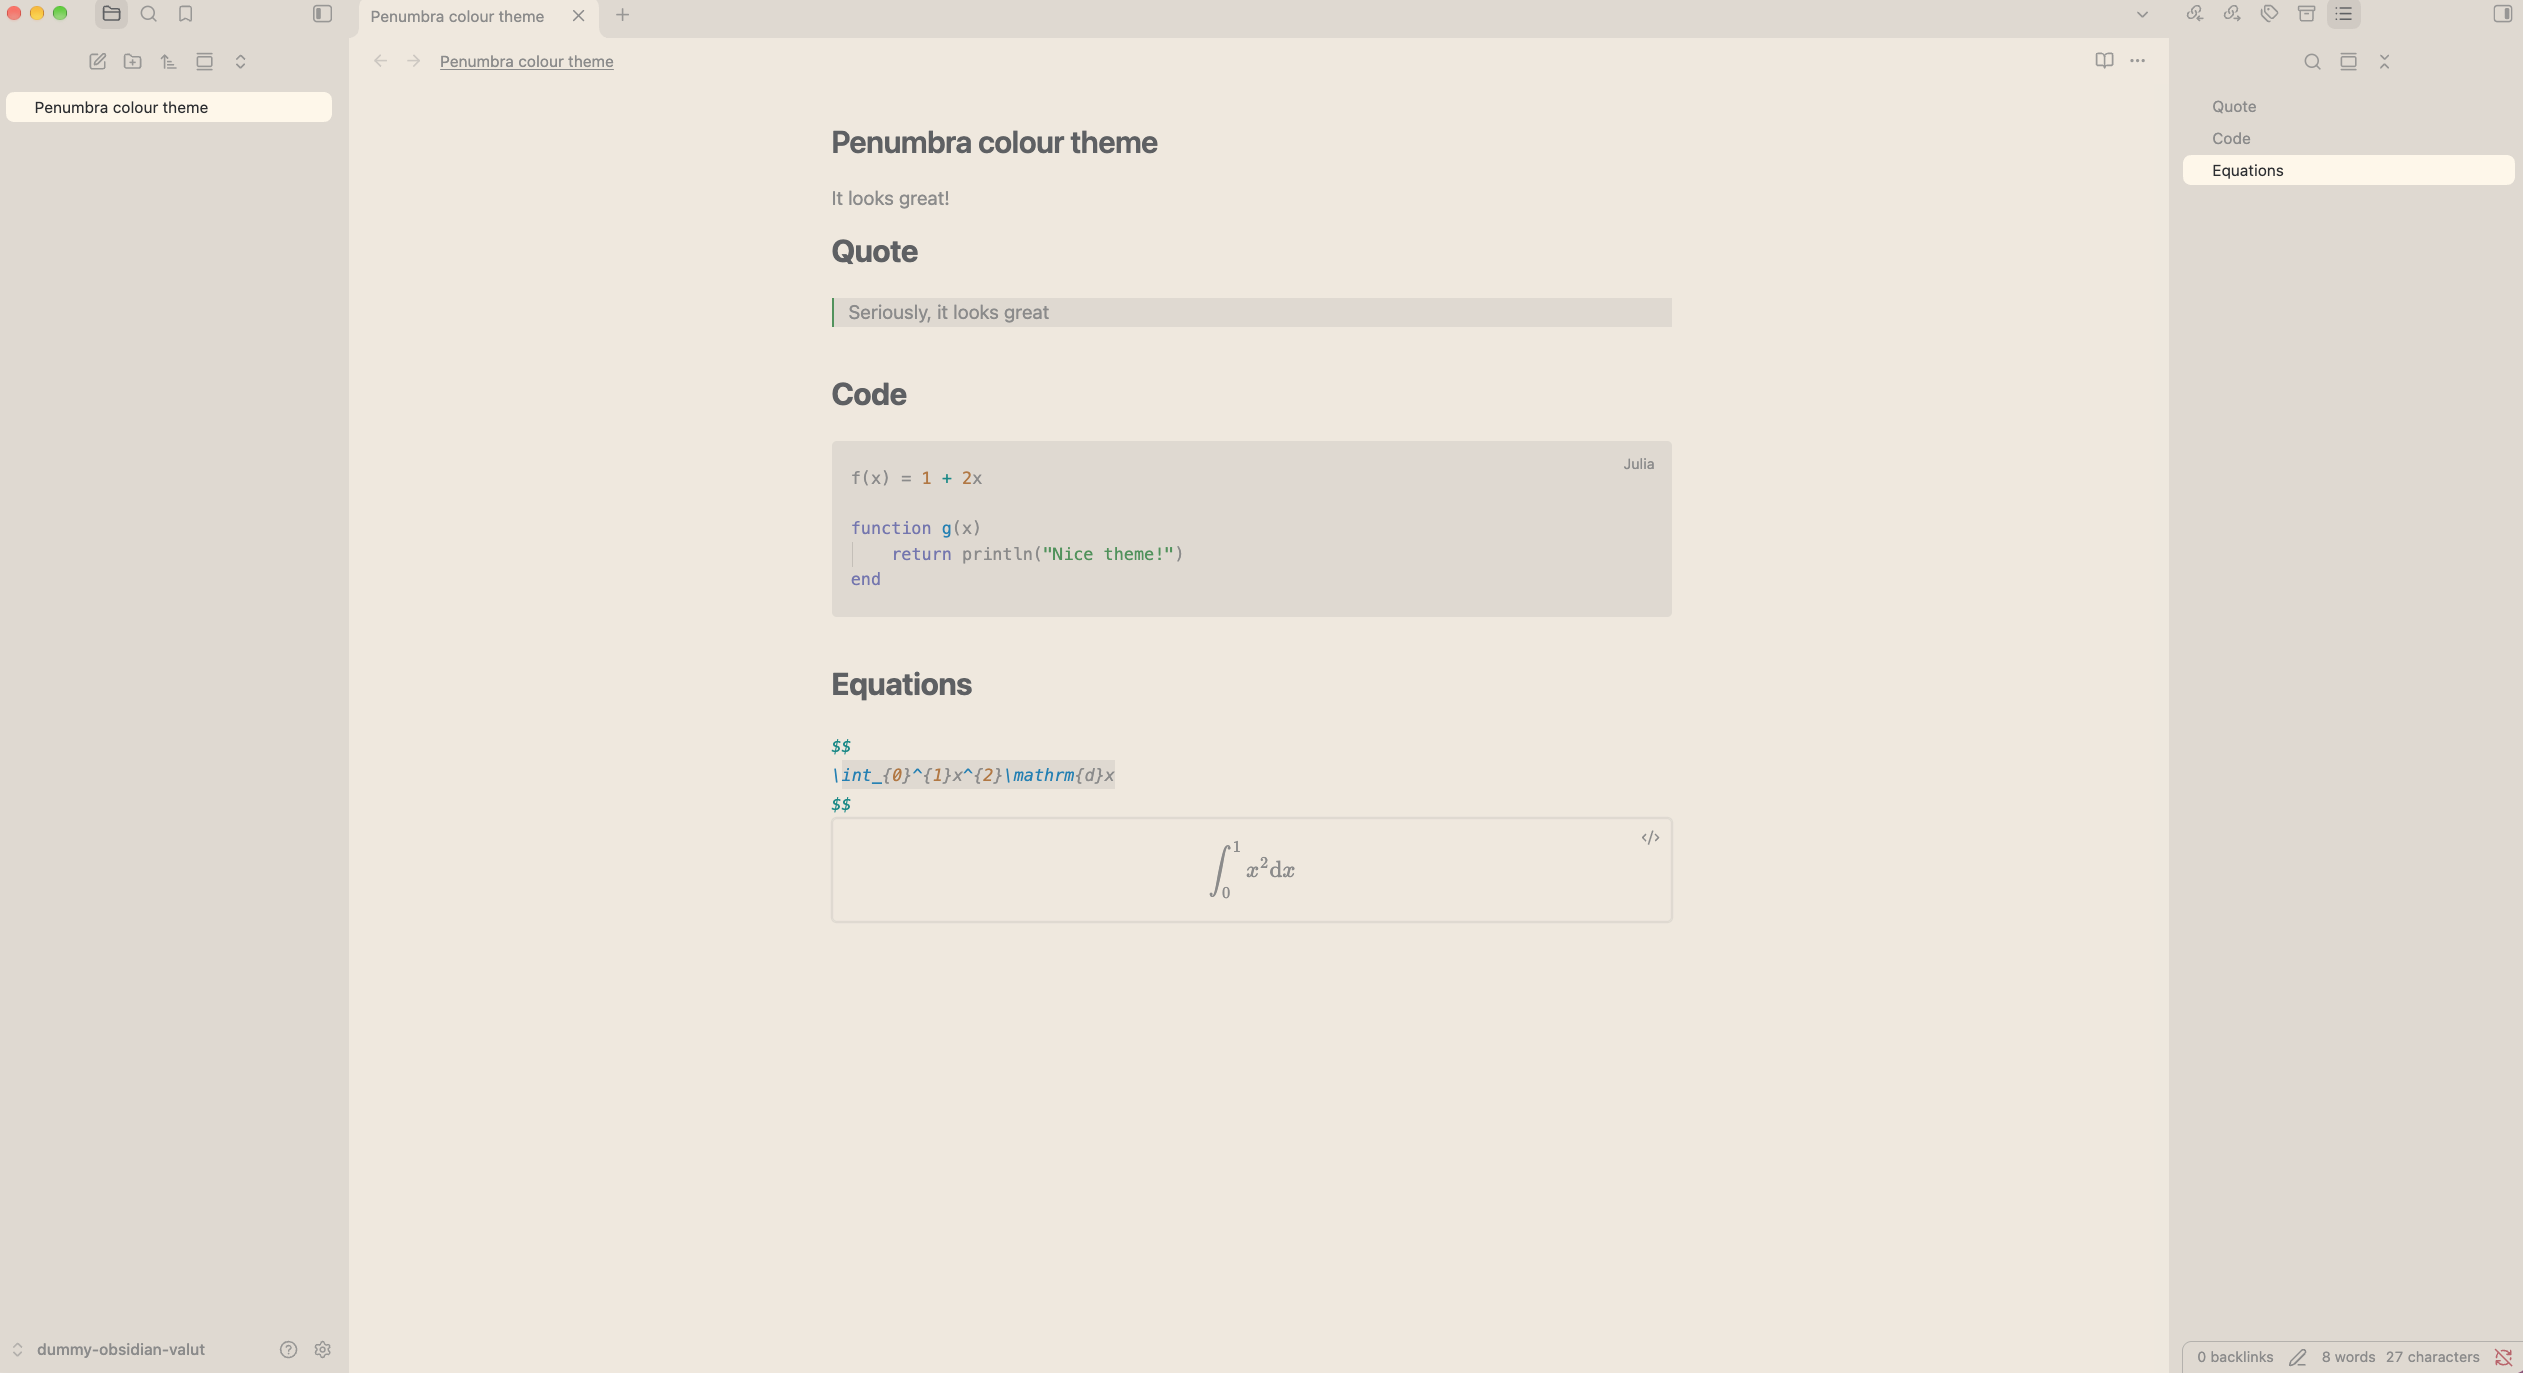 Penumbra colour theme
Penumbra colour theme
Penumbra colour theme
Penumbra colour theme
It looks great!
Quote
Seriously, it looks great
Code
Julia
f(x) = 1 + 2x
function g(x)
    return println("Nice theme!")
end
Equations
$$
\int_{0}^{1}x^{2}\mathrm{d}x
$$
</>
∫₀¹ x²dx
Quote
Code
Equations
dummy-obsidian-valut
0 backlinks 8 words 27 characters